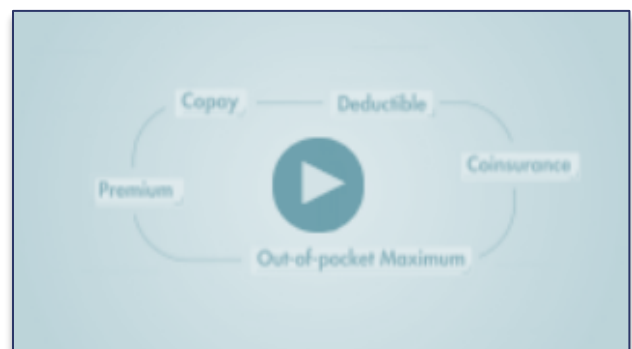 Copay
Deductible
Coinsurance
Premium
Out-of-pocket Maximum